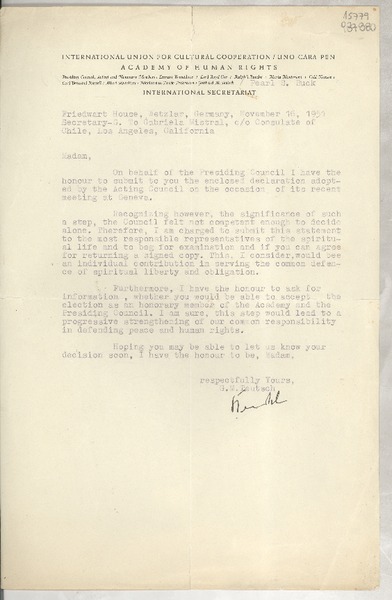 15779
INTERNATIONAL UNION FOR CULTURAL COOPERATION / UNO CARA PEN
ACADEMY OF HUMAN RIGHTS
Pearl S. Buck
INTERNATIONAL SECRETARIAT
Friedwart House, Wetzlar, Germany, November 10, 1955
Secretary-G. To Gabriela Mistral, c/o Consulate of
Chile, Los Angeles, California
Madam,
On behalf of the Presiding Council I have the
honour to submit to you the enclosed declaration adopt-
ed by the Acting Council on the occasion of its recent
meeting at Geneva.
Recognizing however, the significance of such
a step, the Council felt not competent enough to decide
alone. Therefore, I am charged to submit this statement
to the most responsible representatives of the spiritu-
al life and to beg for examination and if you can agree
for returning a signed copy. This, I consider, would bee
an individual contribution in serving the common defen-
ce of spiritual liberty and obligation.
Furthermore, I have the honour to ask for
information, whether you would be able to accept the
election as an honorary member of the Academy and the
Presiding Council. I am sure, this step would lead to a
progressive strengthening of our common responsibility
in defending peace and human rights.
Hoping you may be able to let us know your
decision soon, I have the honour to be, Madam,
respectfully Yours,